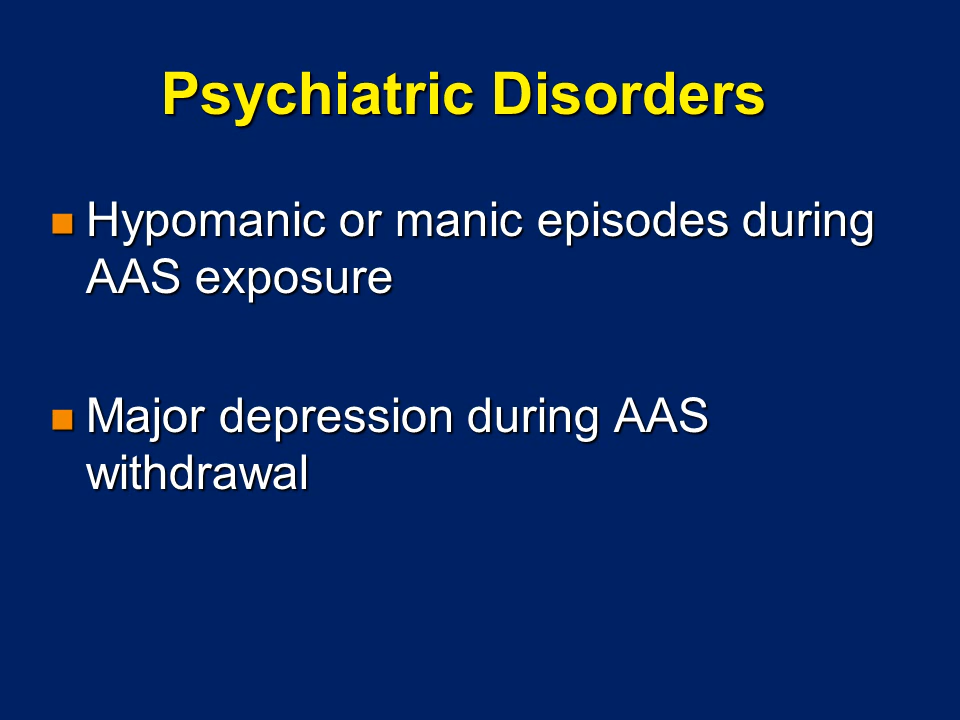 Psychiatric Disorders
Hypomanic or manic episodes during
AAS exposure
Major depression during AAS
withdrawal